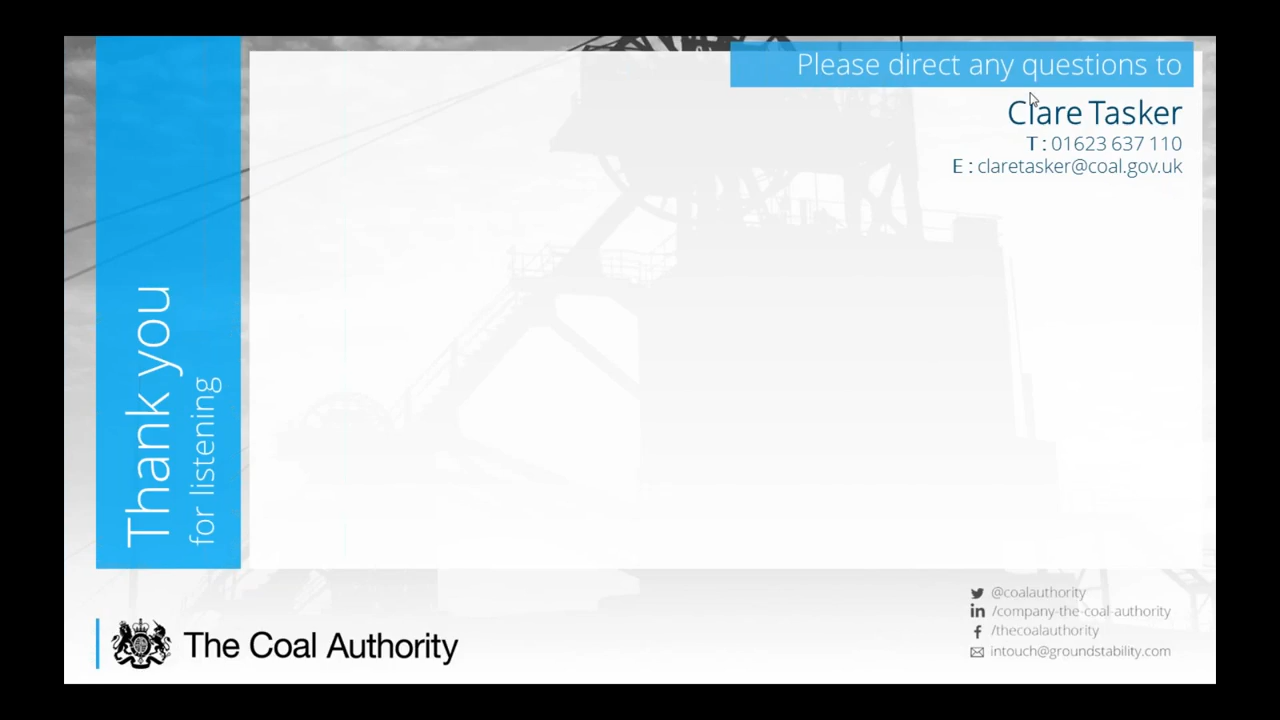 Please direct any questions to
Clare Tasker
T : 01623 637 110
E : claretasker@coal.gov.uk
Thank you
for listening
@coalauthority
in /company-the-coal-authority
f /thecoalauthority
intouch@groundstability.com
The Coal Authority